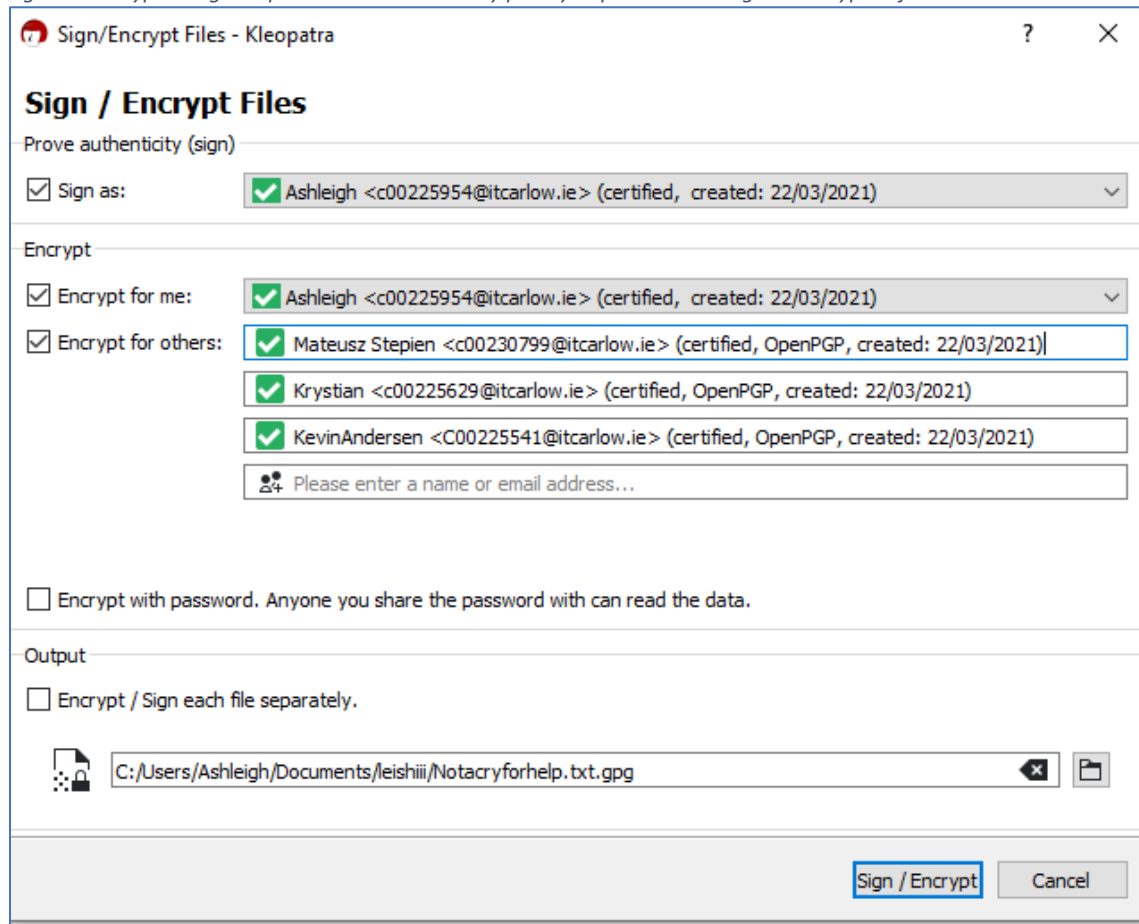 Sign/Encrypt Files - Kleopatra ? ×
Sign / Encrypt Files
Prove authenticity (sign)
Sign as: Ashleigh <c00225954@itcarlow.ie> (certified, created: 22/03/2021)
Encrypt
Encrypt for me: Ashleigh <c00225954@itcarlow.ie> (certified, created: 22/03/2021)
Encrypt for others: Mateusz Stepien <c00230799@itcarlow.ie> (certified, OpenPGP, created: 22/03/2021)
Krystian <c00225629@itcarlow.ie> (certified, OpenPGP, created: 22/03/2021)
KevinAndersen <C00225541@itcarlow.ie> (certified, OpenPGP, created: 22/03/2021)
Please enter a name or email address...
Encrypt with password. Anyone you share the password with can read the data.
Output
Encrypt / Sign each file separately.
C:/Users/Ashleigh/Documents/leishiii/Notacryforhelp.txt.gpg
Sign / Encrypt Cancel